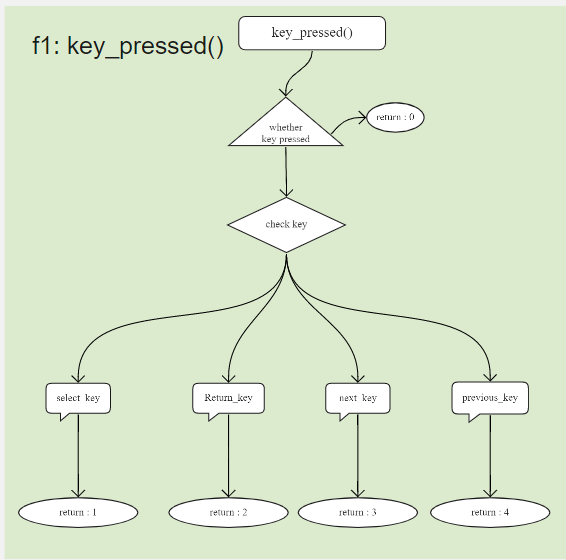 f1: key_pressed()
key_pressed()
whether
key pressed
return : 0
check key
select key
Return_key
next key
previous_key
return : 1
return : 2
return : 3
return : 4